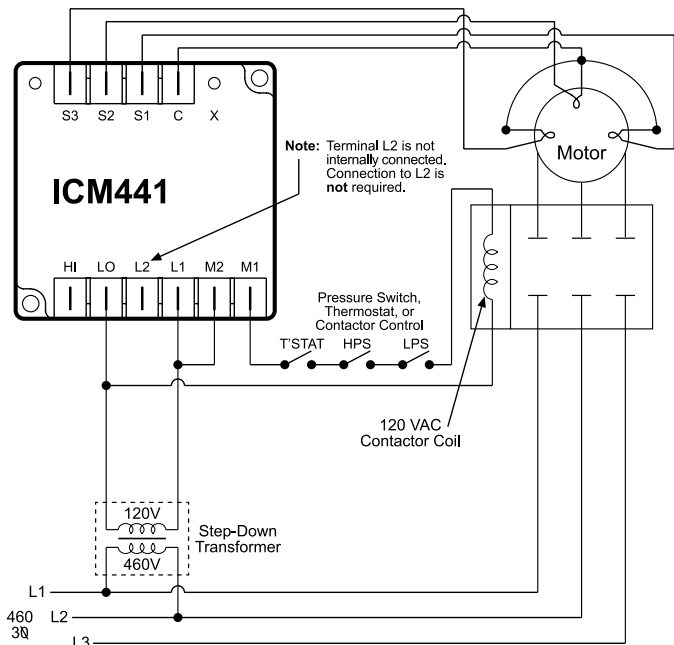 S3 S2 S1 C X
Note: Terminal L2 is not
internally connected.
Connection to L2 is
not required.
Motor
ICM441
HI LO L2 L1 M2 M1
Pressure Switch,
Thermostat, or
Contactor Control
T'STAT HPS LPS
120 VAC
Contactor Coil
120V
460V
Step-Down
Transformer
L1
460 L2
3Q
L3